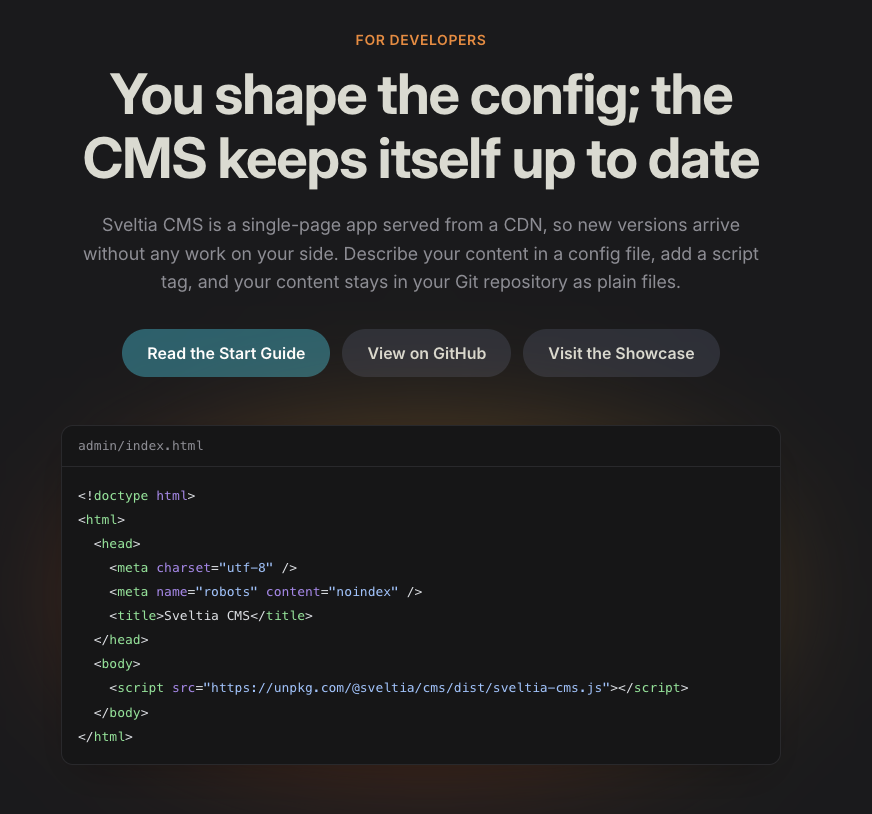 FOR DEVELOPERS
You shape the config; the
CMS keeps itself up to date
Sveltia CMS is a single-page app served from a CDN, so new versions arrive
without any work on your side. Describe your content in a config file, add a script
tag, and your content stays in your Git repository as plain files.
Read the Start Guide
View on GitHub
Visit the Showcase
admin/index.html
<!doctype html>
<html>
  <head>
    <meta charset="utf-8" />
    <meta name="robots" content="noindex" />
    <title>Sveltia CMS</title>
  </head>
  <body>
    <script src="https://unpkg.com/@sveltia/cms/dist/sveltia-cms.js"></script>
  </body>
</html>